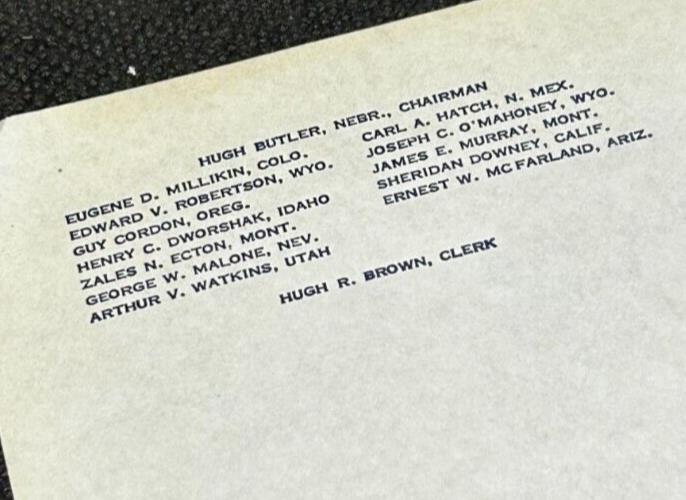 HUGH BUTLER, NEBR., CHAIRMAN
EUGENE D. MILLIKIN, COLO.
EDWARD V. ROBERTSON, WYO.
GUY CORDON, OREG.
HENRY C. DWORSHAK, IDAHO
ZALES N. ECTON, MONT.
GEORGE W. MALONE, NEV.
ARTHUR V. WATKINS, UTAH
CARL A. HATCH, N. MEX.
JOSEPH C. O'MAHONEY, WYO.
JAMES E. MURRAY, MONT.
SHERIDAN DOWNEY, CALIF.
ERNEST W. MCFARLAND, ARIZ.
HUGH R. BROWN, CLERK